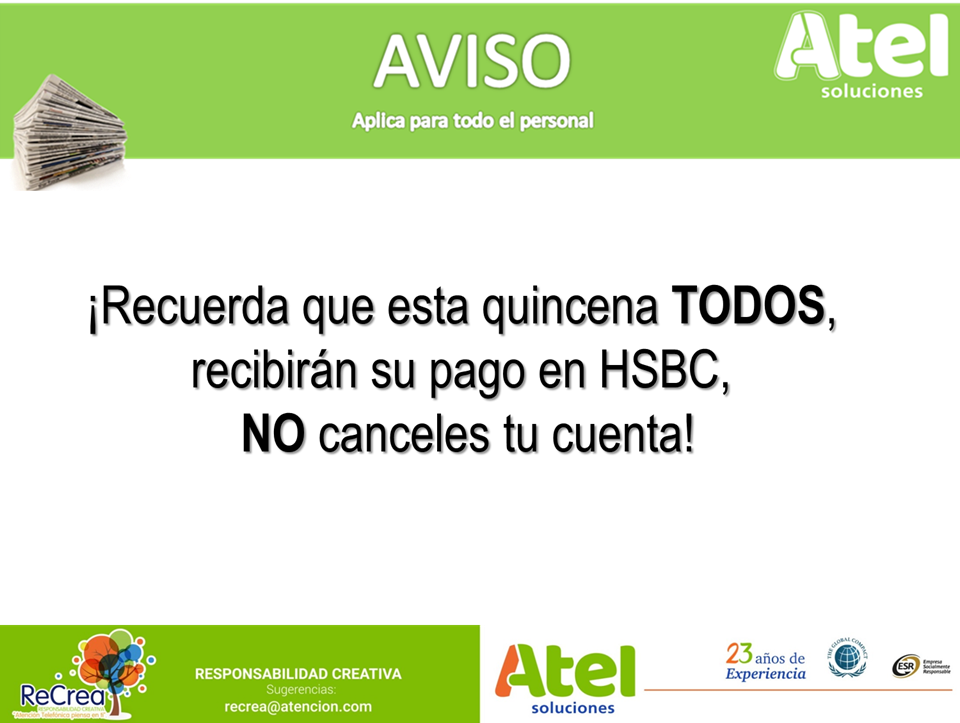 AVISO
Aplica para todo el personal
Atel
soluciones
¡Recuerda que esta quincena TODOS,
recibirán su pago en HSBC,
NO canceles tu cuenta!
ReCrea
RESPONSABILIDAD CREATIVA
"Atención Telefónica piensa en ti"
RESPONSABILIDAD CREATIVA
Sugerencias:
recrea@atencion.com
Atel
soluciones
23 años de
Experiencia
THE GLOBAL COMPACT
ESR
Empresa
Socialmente
Responsable